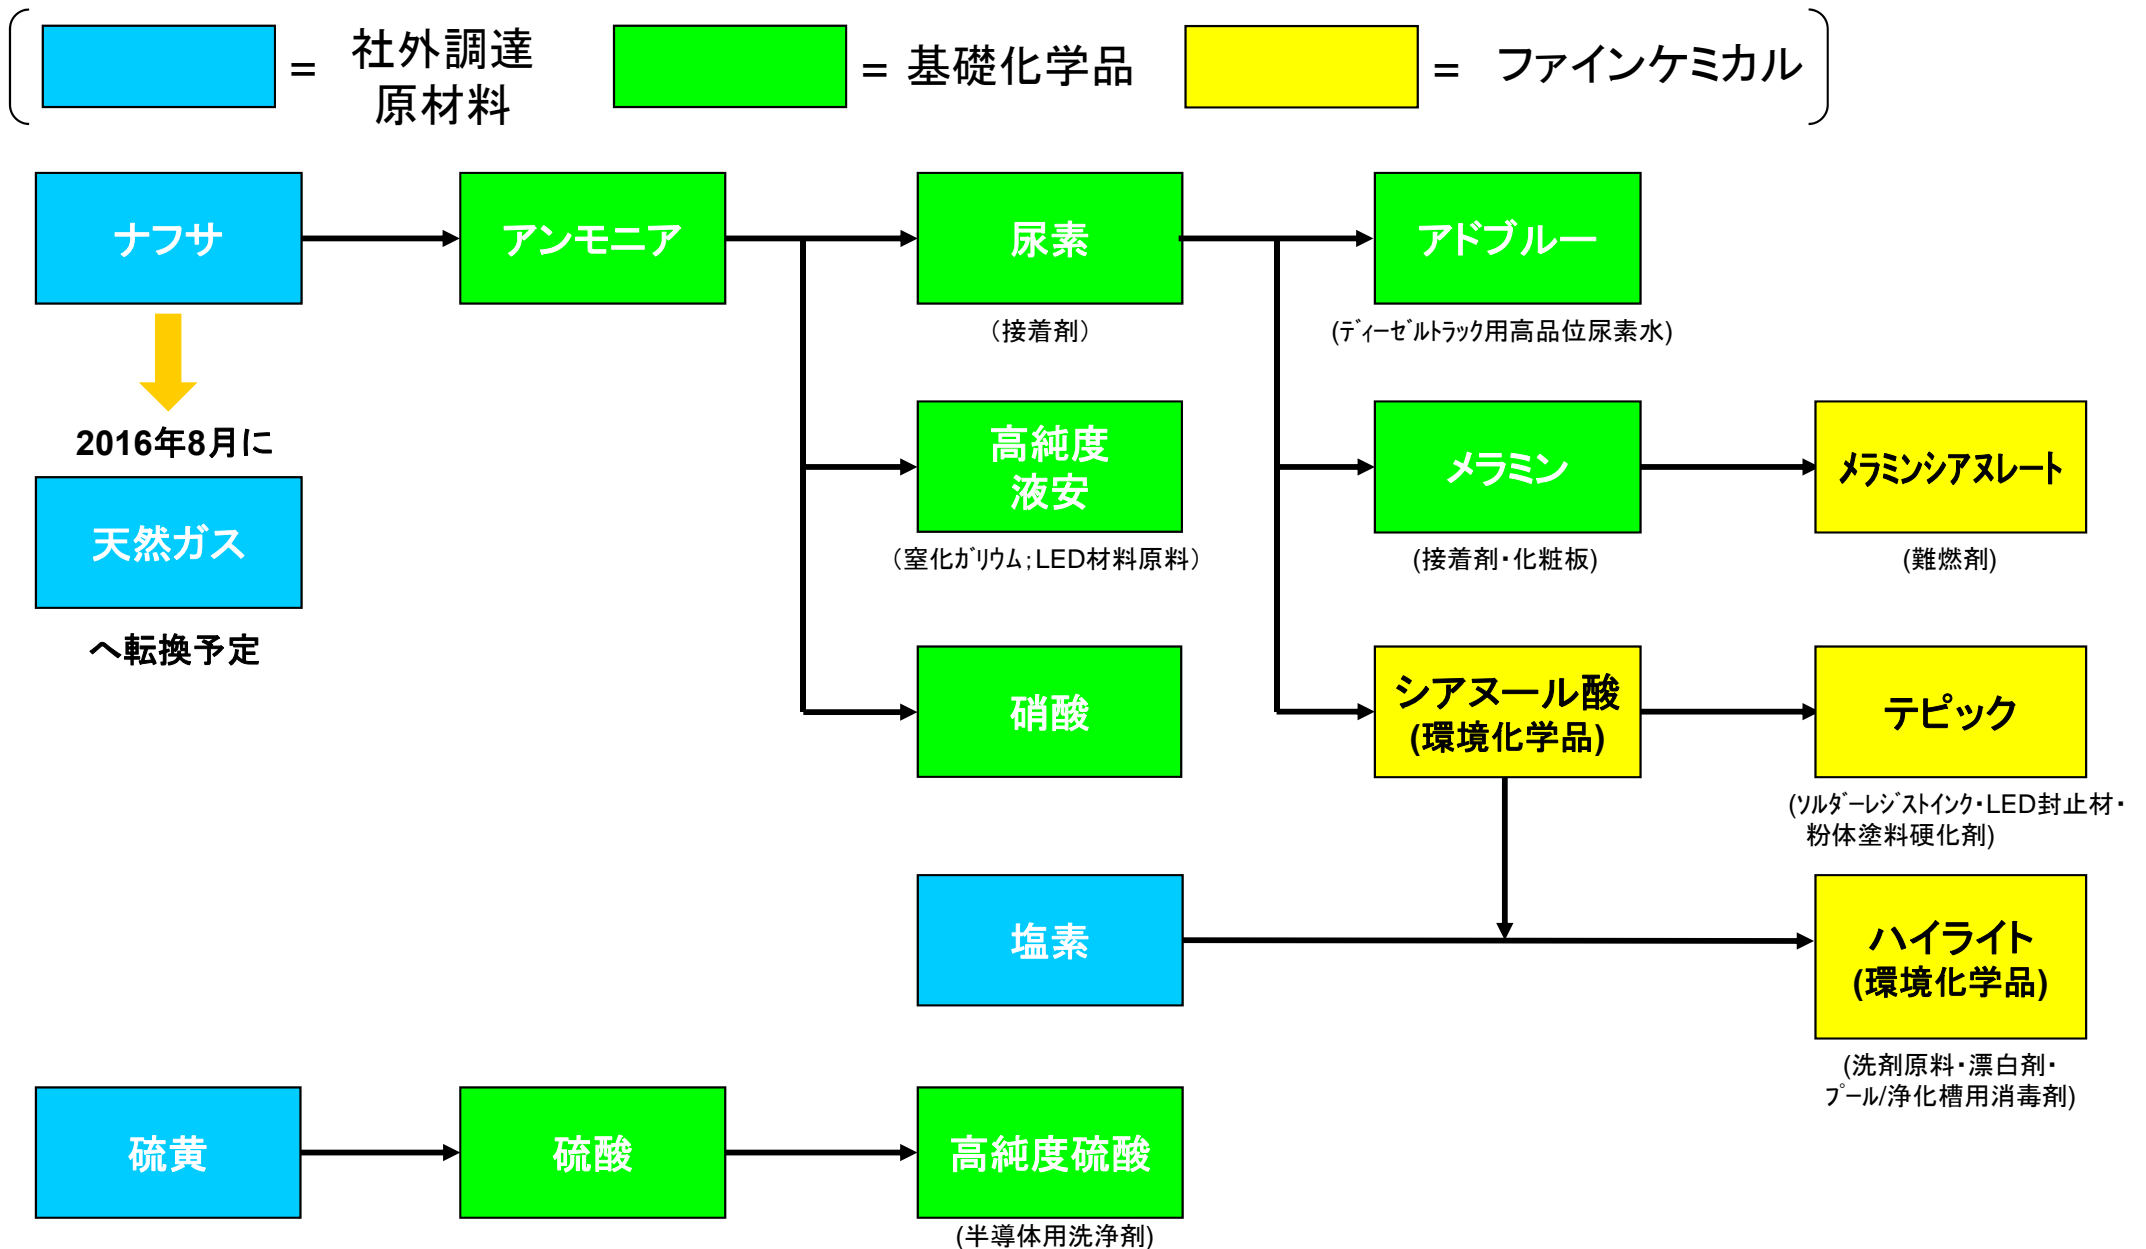 = 社外調達
原材料
= 基礎化学品
= ファインケミカル
ナフサ
アンモニア
尿素
アドブルー
(接着剤)
(ディーゼルトラック用高品位尿素水)
2016年8月に
天然ガス
へ転換予定
高純度
液安
メラミン
メラミンシアヌレート
(窒化ガリウム;LED材料原料)
(接着剤・化粧板)
(難燃剤)
硝酸
シアヌール酸
(環境化学品)
テピック
(ソルダーレジストインク・LED封止材・
粉体塗料硬化剤)
塩素
ハイライト
(環境化学品)
(洗剤原料・漂白剤・
プール/浄化槽用消毒剤)
硫黄
硫酸
高純度硫酸
(半導体用洗浄剤)